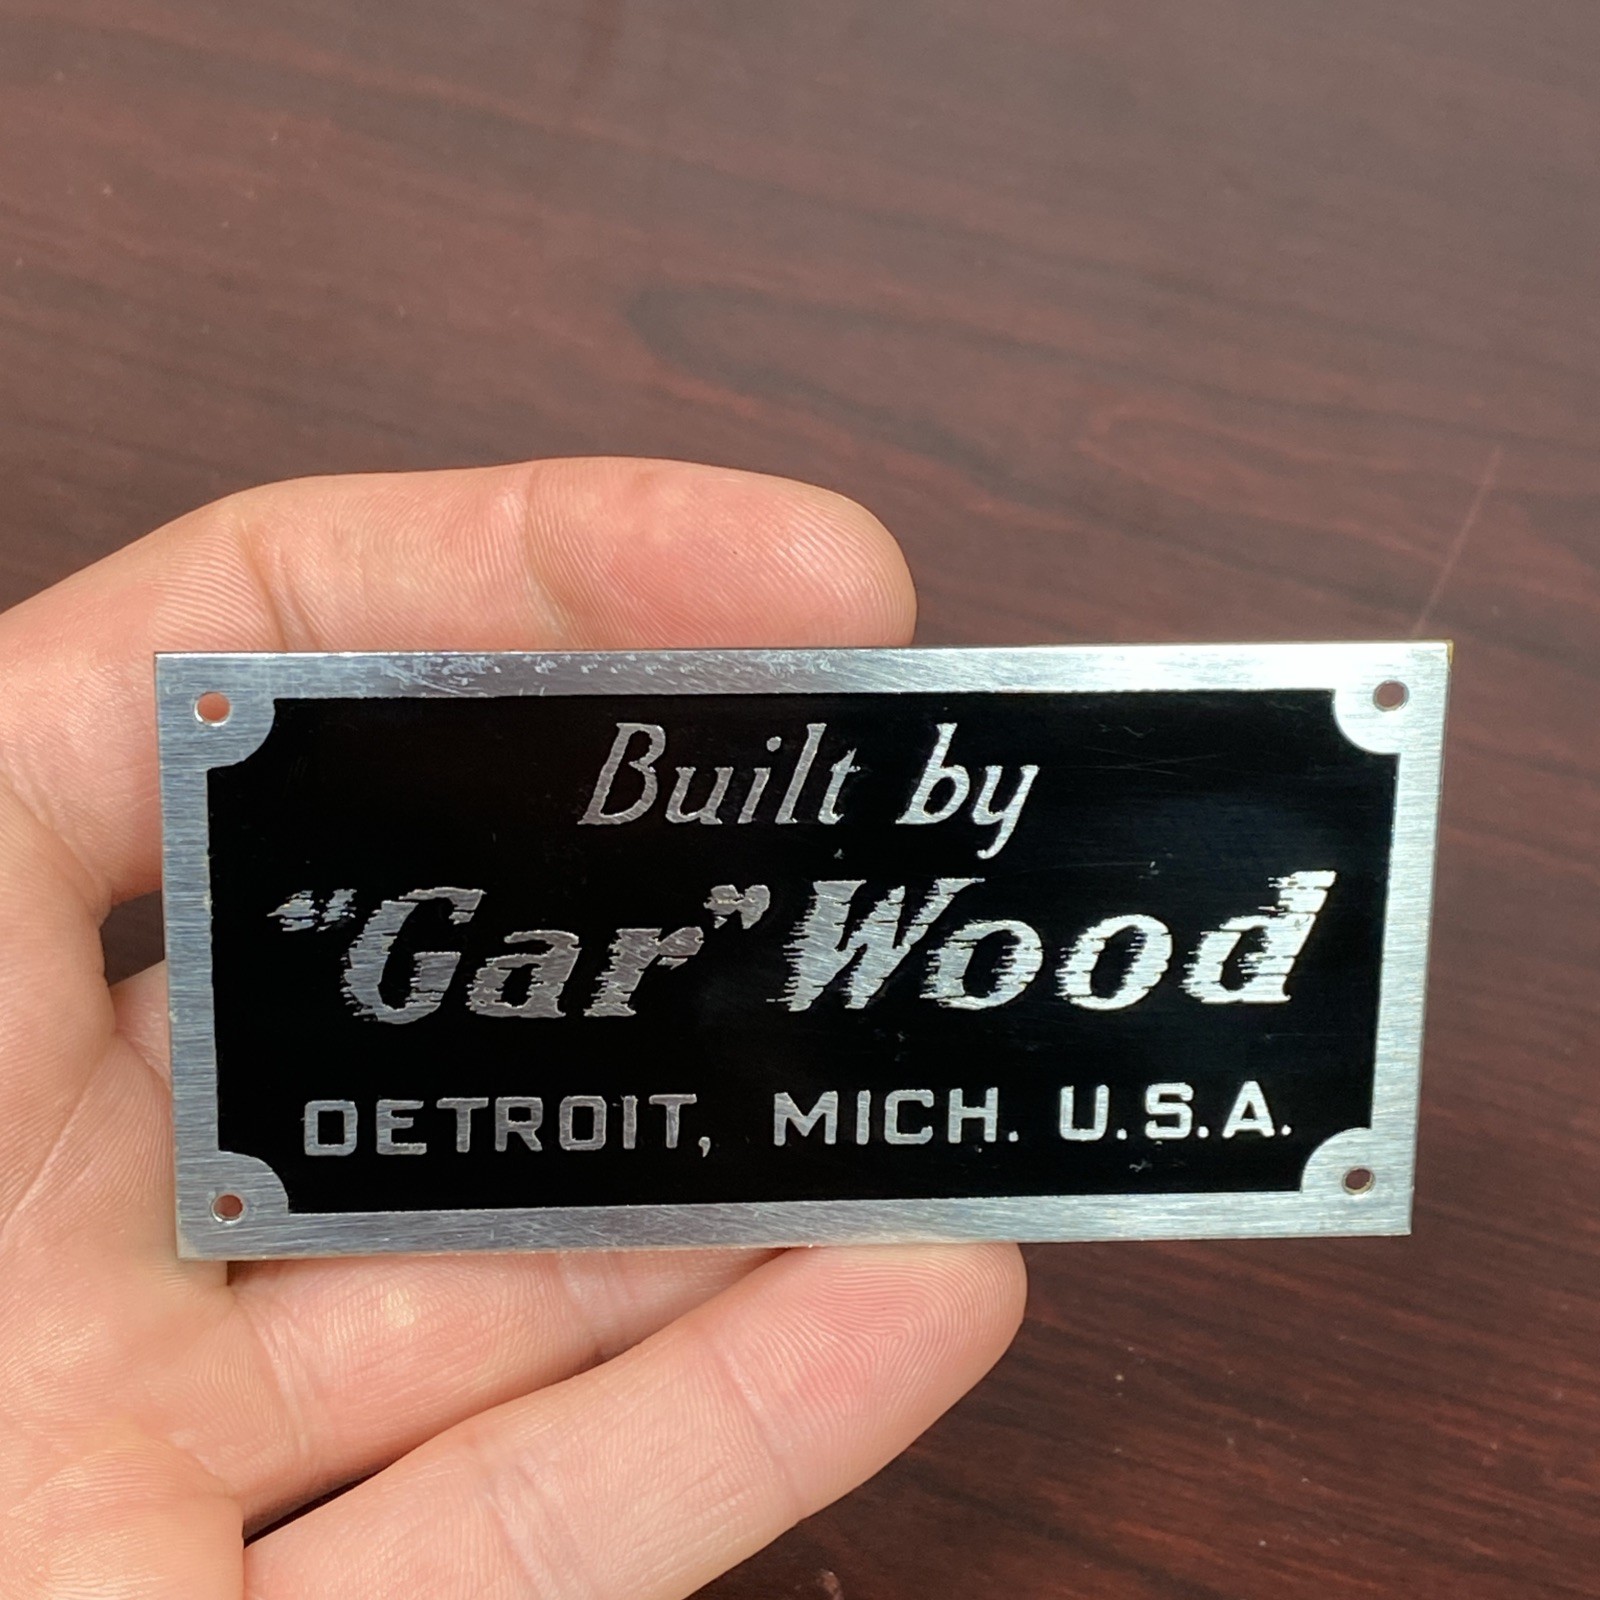 Built by
"Gar" Wood
DETROIT, MICH. U.S.A.